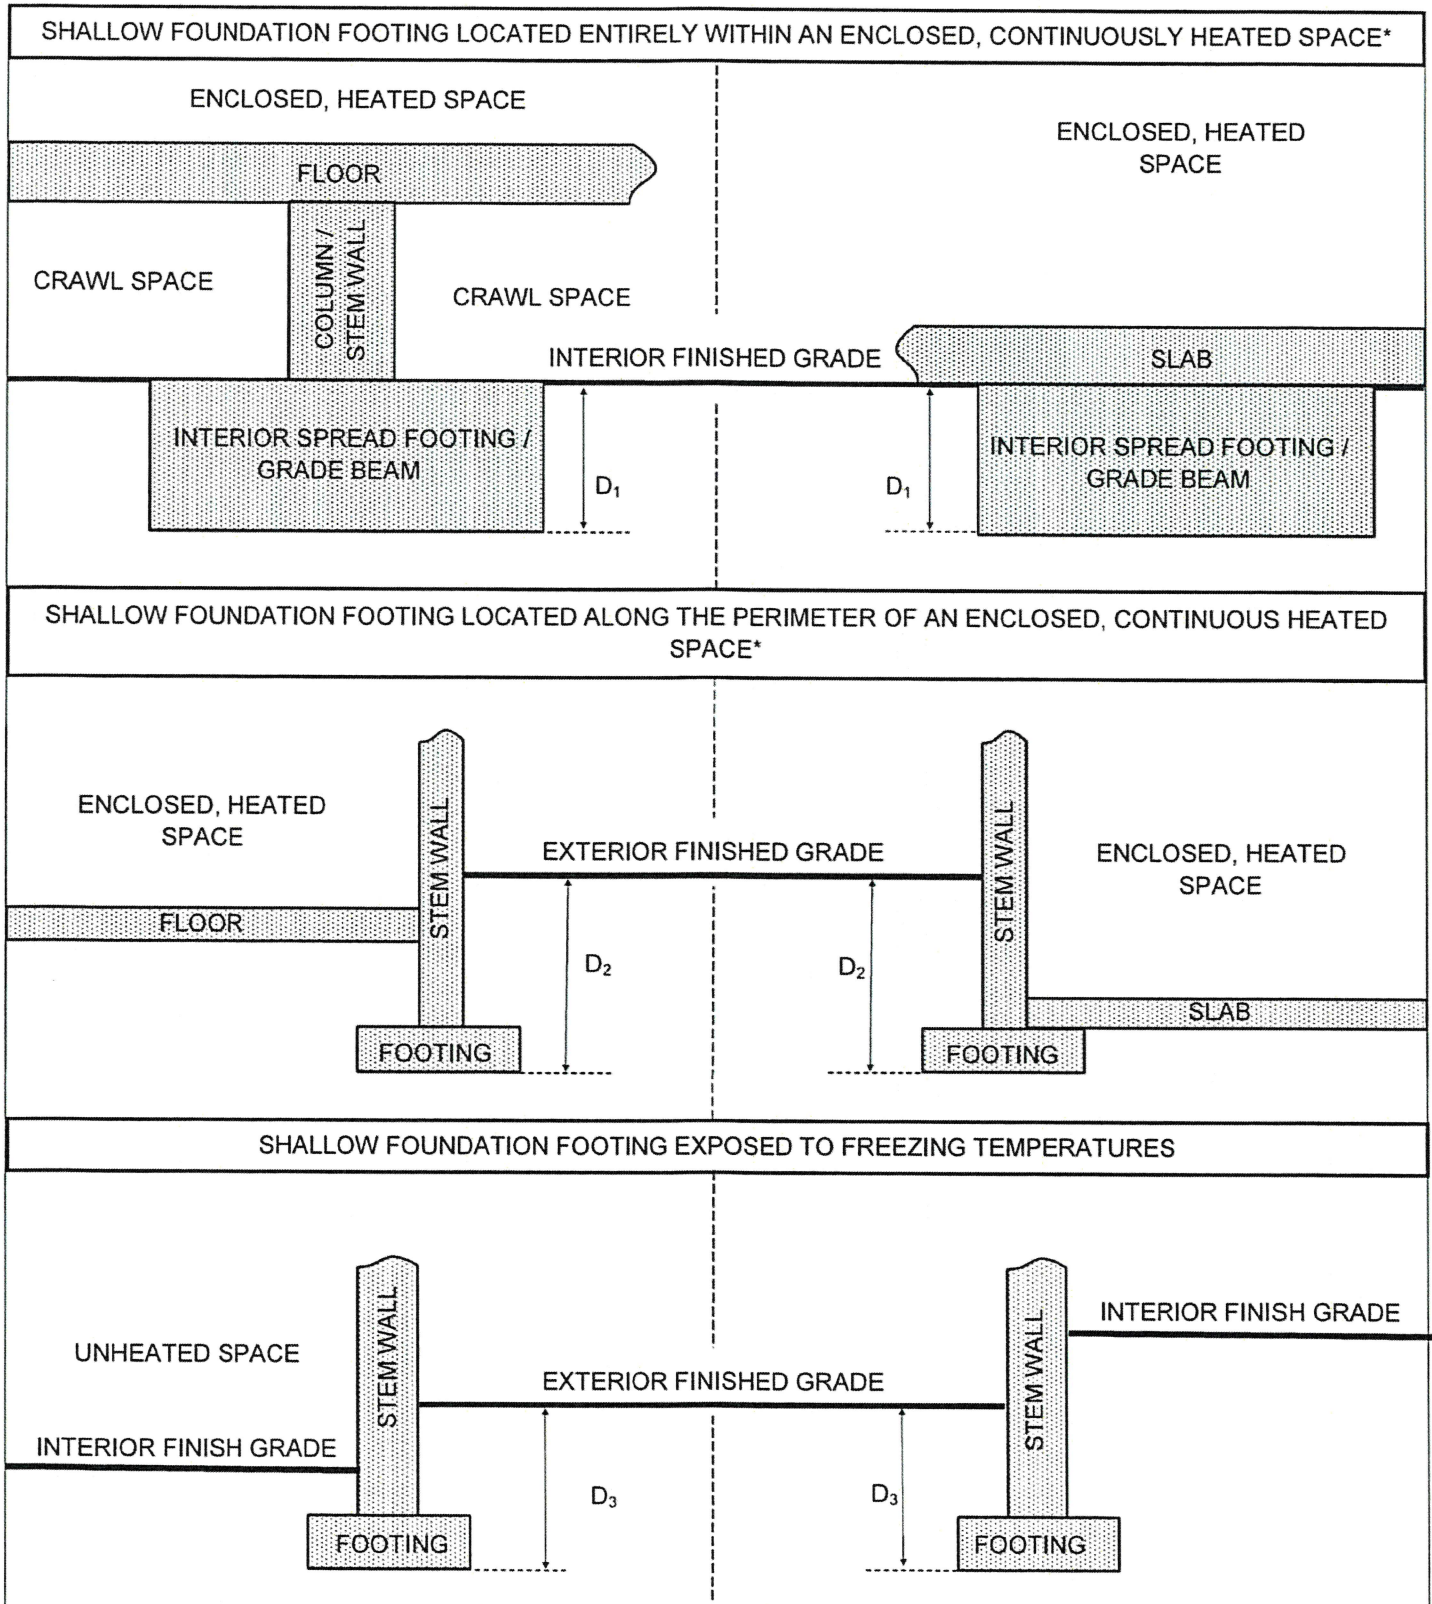 SHALLOW FOUNDATION FOOTING LOCATED ENTIRELY WITHIN AN ENCLOSED, CONTINUOUSLY HEATED SPACE*
ENCLOSED, HEATED SPACE
ENCLOSED, HEATED
SPACE
FLOOR
COLUMN /
STEM WALL
CRAWL SPACE
CRAWL SPACE
INTERIOR FINISHED GRADE
SLAB
INTERIOR SPREAD FOOTING /
GRADE BEAM
D₁
D₁
INTERIOR SPREAD FOOTING /
GRADE BEAM
SHALLOW FOUNDATION FOOTING LOCATED ALONG THE PERIMETER OF AN ENCLOSED, CONTINUOUS HEATED
SPACE*
ENCLOSED, HEATED
SPACE
STEM WALL
EXTERIOR FINISHED GRADE
STEM WALL
ENCLOSED, HEATED
SPACE
FLOOR
D₂
D₂
SLAB
FOOTING
FOOTING
SHALLOW FOUNDATION FOOTING EXPOSED TO FREEZING TEMPERATURES
UNHEATED SPACE
STEM WALL
EXTERIOR FINISHED GRADE
STEM WALL
INTERIOR FINISH GRADE
INTERIOR FINISH GRADE
D₃
D₃
FOOTING
FOOTING